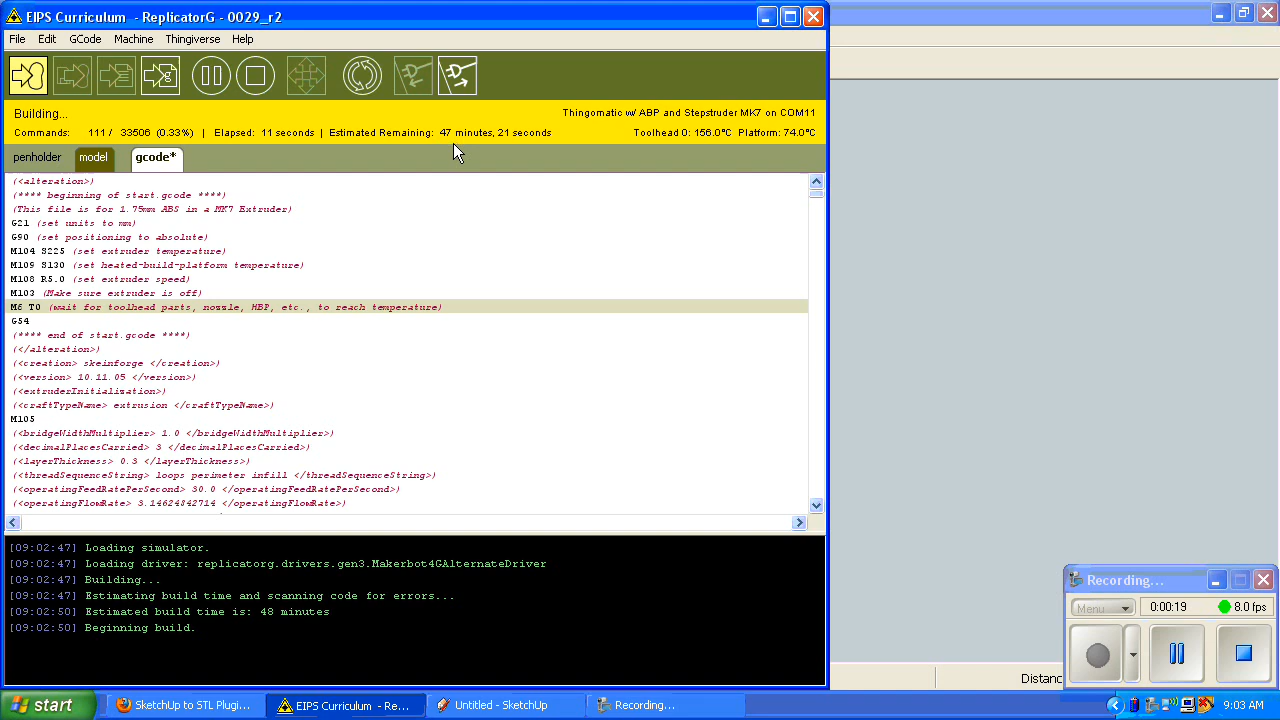 EIPS Curriculum - ReplicatorG - 0029_r2
File Edit GCode Machine Thingiverse Help
Building... Thingomatic w/ ABP and Stepstruder MK7 on COM11
Commands: 111 / 33506 (0.33%) | Elapsed: 11 seconds | Estimated Remaining: 47 minutes, 21 seconds Toolhead 0: 156.0°C Platform: 74.0°C
penholder model gcode*
(<alteration>)
(**** beginning of start.gcode ****)
(This file is for 1.75mm ABS in a MK7 Extruder)
G21 (set units to mm)
G90 (set positioning to absolute)
M104 S225 (set extruder temperature)
M109 S130 (set heated-build-platform temperature)
M108 R5.0 (set extruder speed)
M103 (Make sure extruder is off)
M6 T0 (wait for toolhead parts, nozzle, HBP, etc., to reach temperature)
G54
(**** end of start.gcode ****)
(</alteration>)
(<creation> skeinforge </creation>)
(<version> 10.11.05 </version>)
(<extruderInitialization>)
(<craftTypeName> extrusion </craftTypeName>)
M105
(<bridgeWidthMultiplier> 1.0 </bridgeWidthMultiplier>)
(<decimalPlacesCarried> 3 </decimalPlacesCarried>)
(<layerThickness> 0.3 </layerThickness>)
(<threadSequenceString> loops perimeter infill </threadSequenceString>)
(<operatingFeedRatePerSecond> 30.0 </operatingFeedRatePerSecond>)
(<operatingFlowRate> 3.14624842714 </operatingFlowRate>)
[09:02:47] Loading simulator.
[09:02:47] Loading driver: replicatorg.drivers.gen3.Makerbot4GAlternateDriver
[09:02:47] Building...
[09:02:47] Estimating build time and scanning code for errors...
[09:02:50] Estimated build time is: 48 minutes
[09:02:50] Beginning build.
Recording...
Menu 0:00:19 8.0 fps
Distanc
start SketchUp to STL Plugi... EIPS Curriculum - Re... Untitled - SketchUp Recording... 9:03 AM